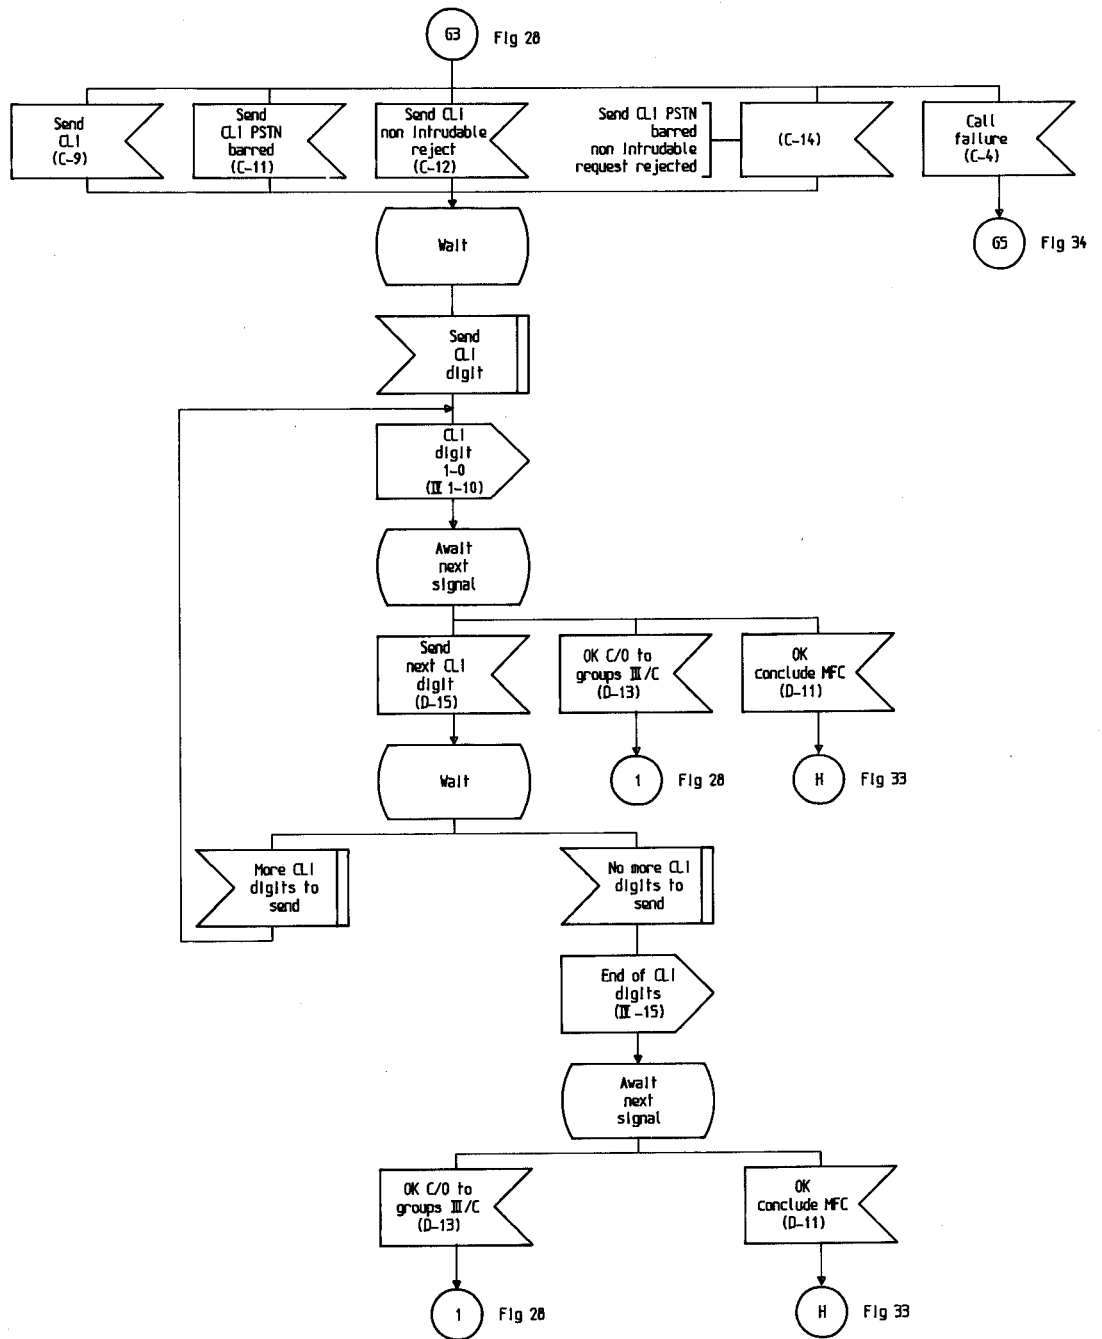 G3
Fig 28
Send
CLI
(C-9)
Send
CLI PSTN
barred
(C-11)
Send CLI
non Intrudable
reject
(C-12)
Send CLI PSTN
barred
non Intrudable
request rejected
(C-14)
Call
failure
(C-4)
Wait
G5
Fig 34
Send
CLI
digit
CLI
digit
1-0
(IV 1-10)
Await
next
signal
Send
next CLI
digit
(D-15)
OK C/O to
groups III/C
(D-13)
OK
conclude MFC
(D-11)
Wait
1
Fig 28
H
Fig 33
More CLI
digits to
send
No more CLI
digits to
send
End of CLI
digits
(IV -15)
Await
next
signal
OK C/O to
groups III/C
(D-13)
OK
conclude MFC
(D-11)
1
Fig 28
H
Fig 33